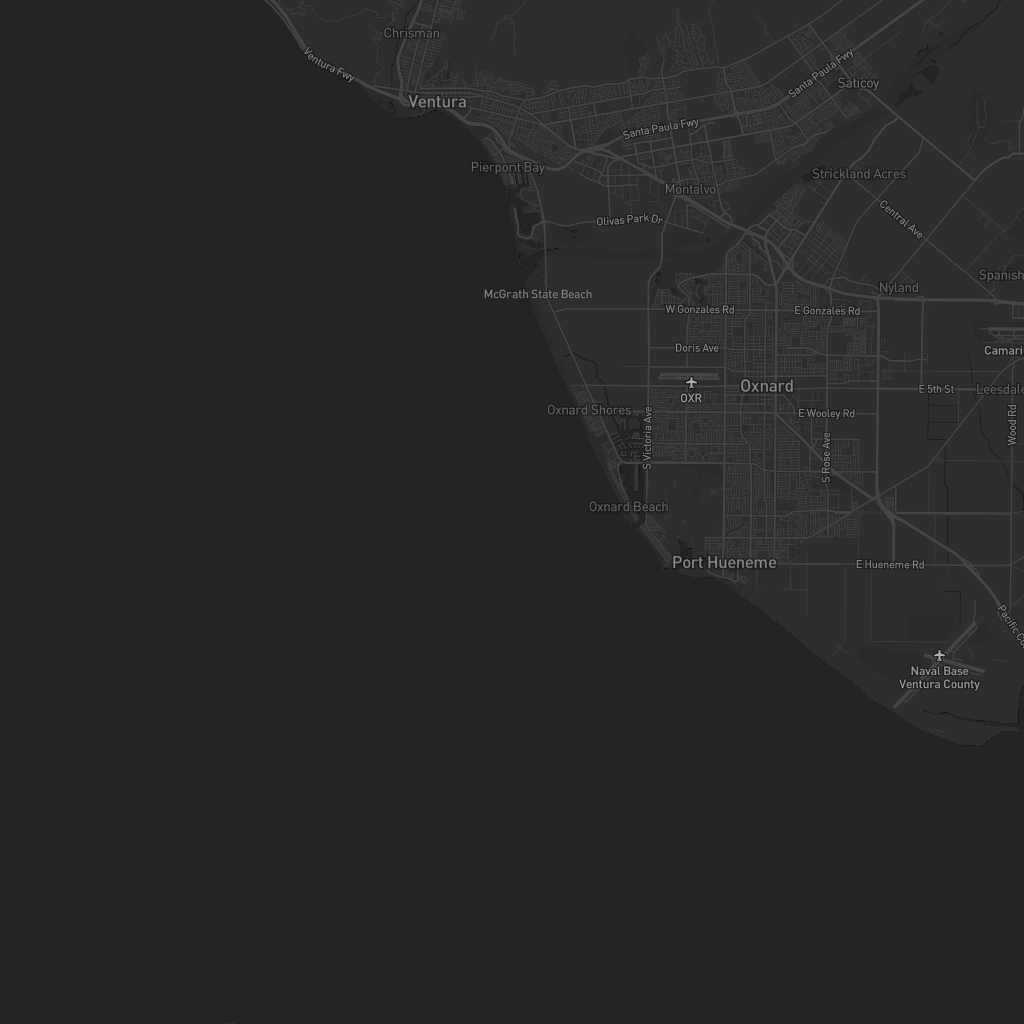 Chrisman
Ventura Fwy
Santa Paula Fwy
Saticoy
Ventura
Santa Paula Fwy
Pierpont Bay
Strickland Acres
Montalvo
Olivas Park Dr
Central Ave
Spanish
Nyland
McGrath State Beach
W Gonzales Rd
E Gonzales Rd
Doris Ave
Camari
Oxnard
OXR
E 5th St
Leesdale
Oxnard Shores
E Wooley Rd
Wood Rd
S Victoria Ave
S Rose Ave
Oxnard Beach
Port Hueneme
E Hueneme Rd
Pacific Co
Naval Base
Ventura County